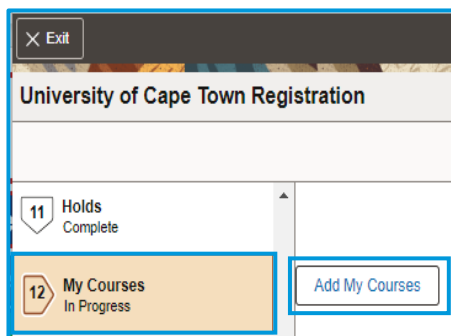 × Exit
University of Cape Town Registration
11 Holds
Complete
12 My Courses
In Progress
Add My Courses